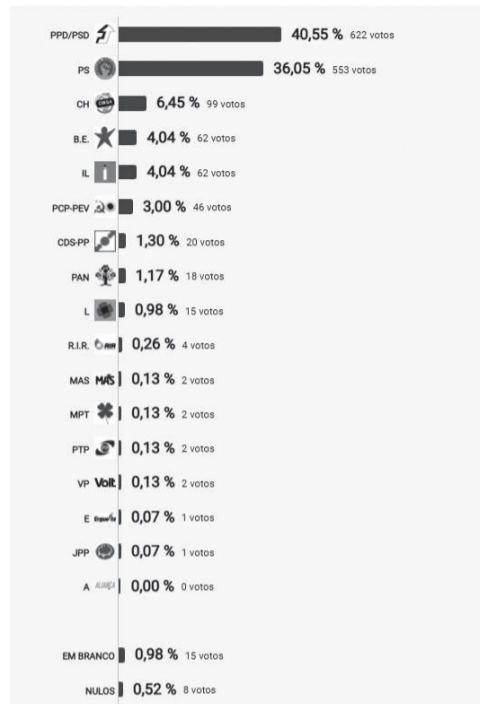 PPD/PSD 40,55 % 622 votos
PS 36,05 % 553 votos
CH 6,45 % 99 votos
B.E. 4,04 % 62 votos
IL 4,04 % 62 votos
PCP-PEV 3,00 % 46 votos
CDS-PP 1,30 % 20 votos
PAN 1,17 % 18 votos
L 0,98 % 15 votos
R.I.R. RIR 0,26 % 4 votos
MAS MAS 0,13 % 2 votos
MPT 0,13 % 2 votos
PTP 0,13 % 2 votos
VP Volt 0,13 % 2 votos
E 0,07 % 1 votos
JPP 0,07 % 1 votos
A ALIANÇA 0,00 % 0 votos
EM BRANCO 0,98 % 15 votos
NULOS 0,52 % 8 votos